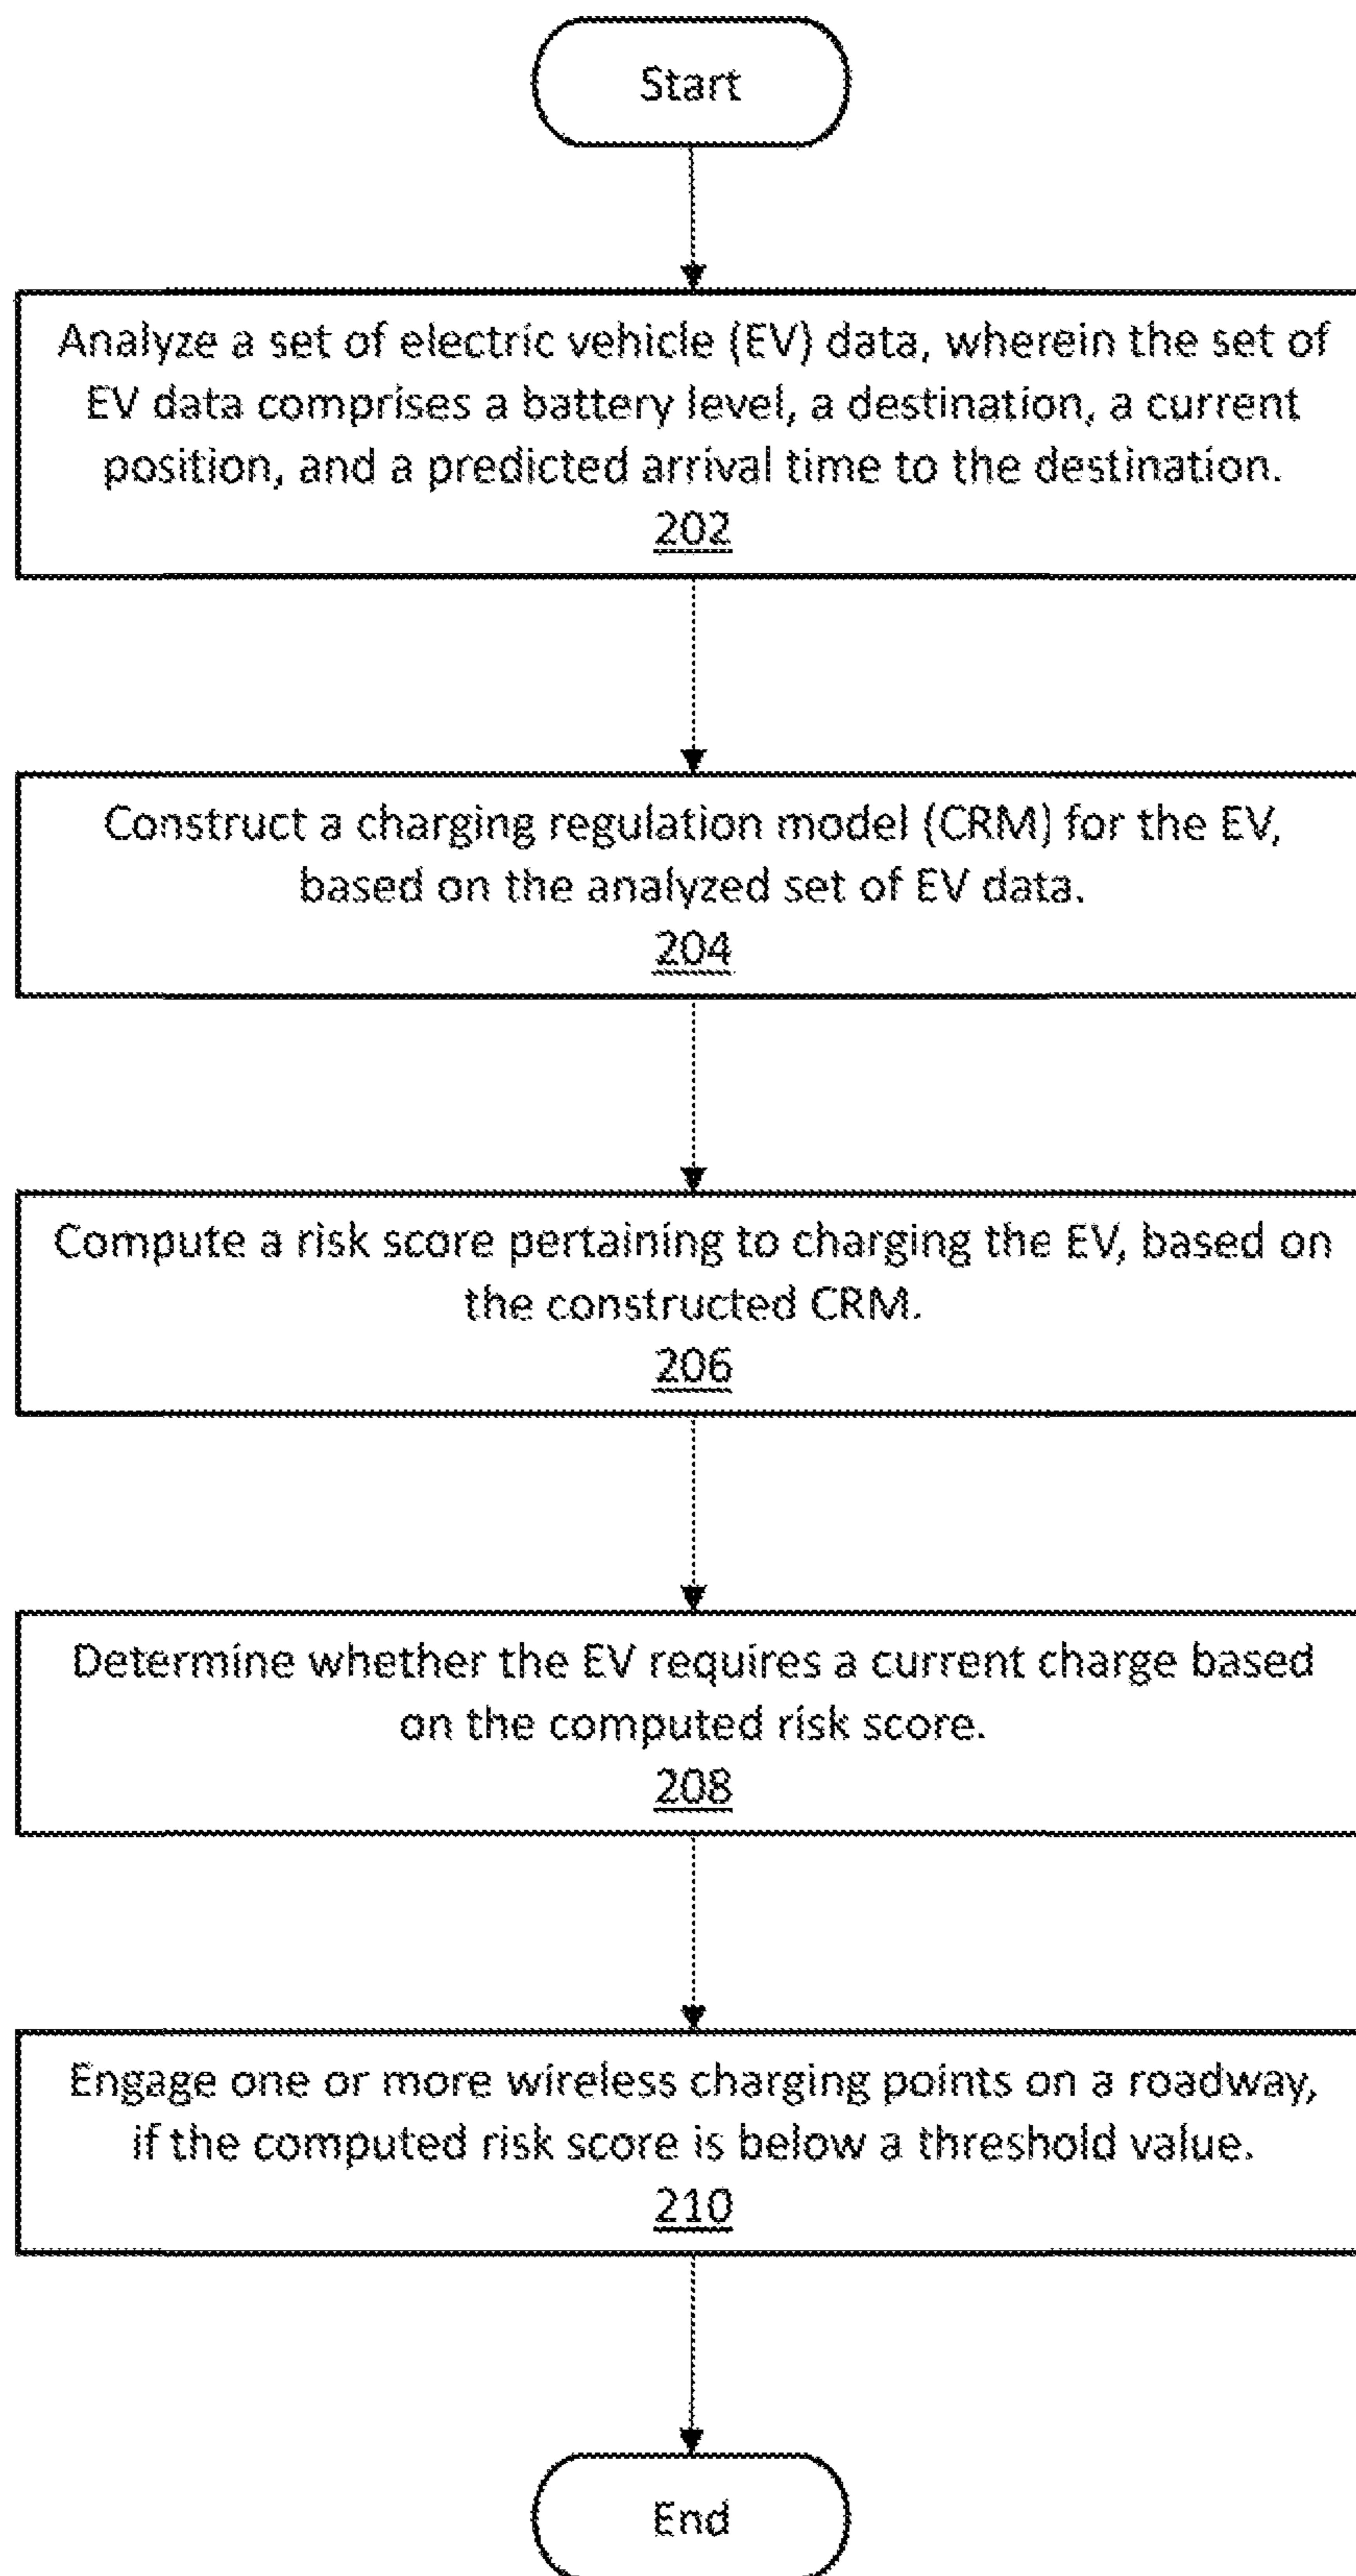 Start
Analyze a set of electric vehicle (EV) data, wherein the set of
EV data comprises a battery level, a destination, a current
position, and a predicted arrival time to the destination.
202
Construct a charging regulation model (CRM) for the EV,
based on the analyzed set of EV data.
204
Compute a risk score pertaining to charging the EV, based on
the constructed CRM.
206
Determine whether the EV requires a current charge based
on the computed risk score.
208
Engage one or more wireless charging points on a roadway,
if the computed risk score is below a threshold value.
210
End